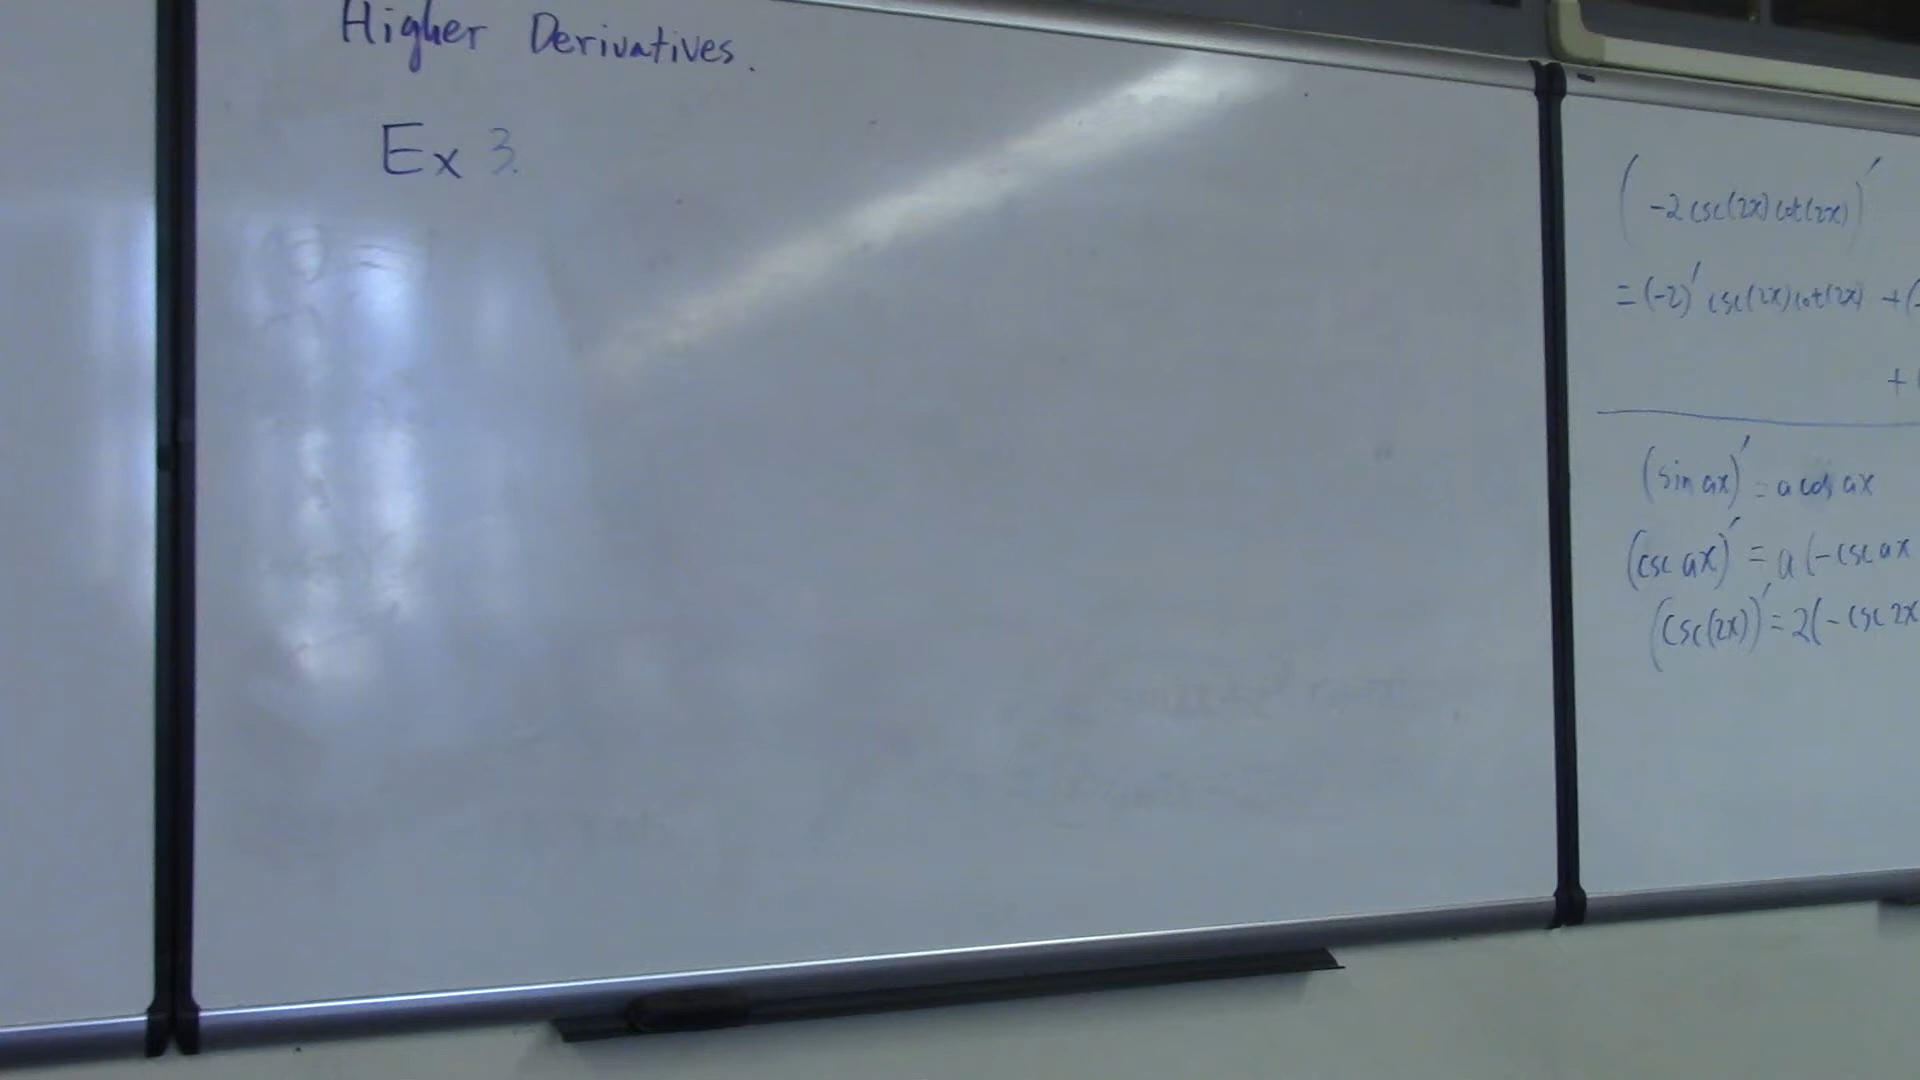 Higher Derivatives.
Ex 3.
(-2 csc(2x) cot(2x))'
= (-2)' csc(2x) cot(2x) + (
+
(sin ax)' = a cos ax
(csc ax)' = a (-csc ax
(csc(2x))' = 2(-csc 2x